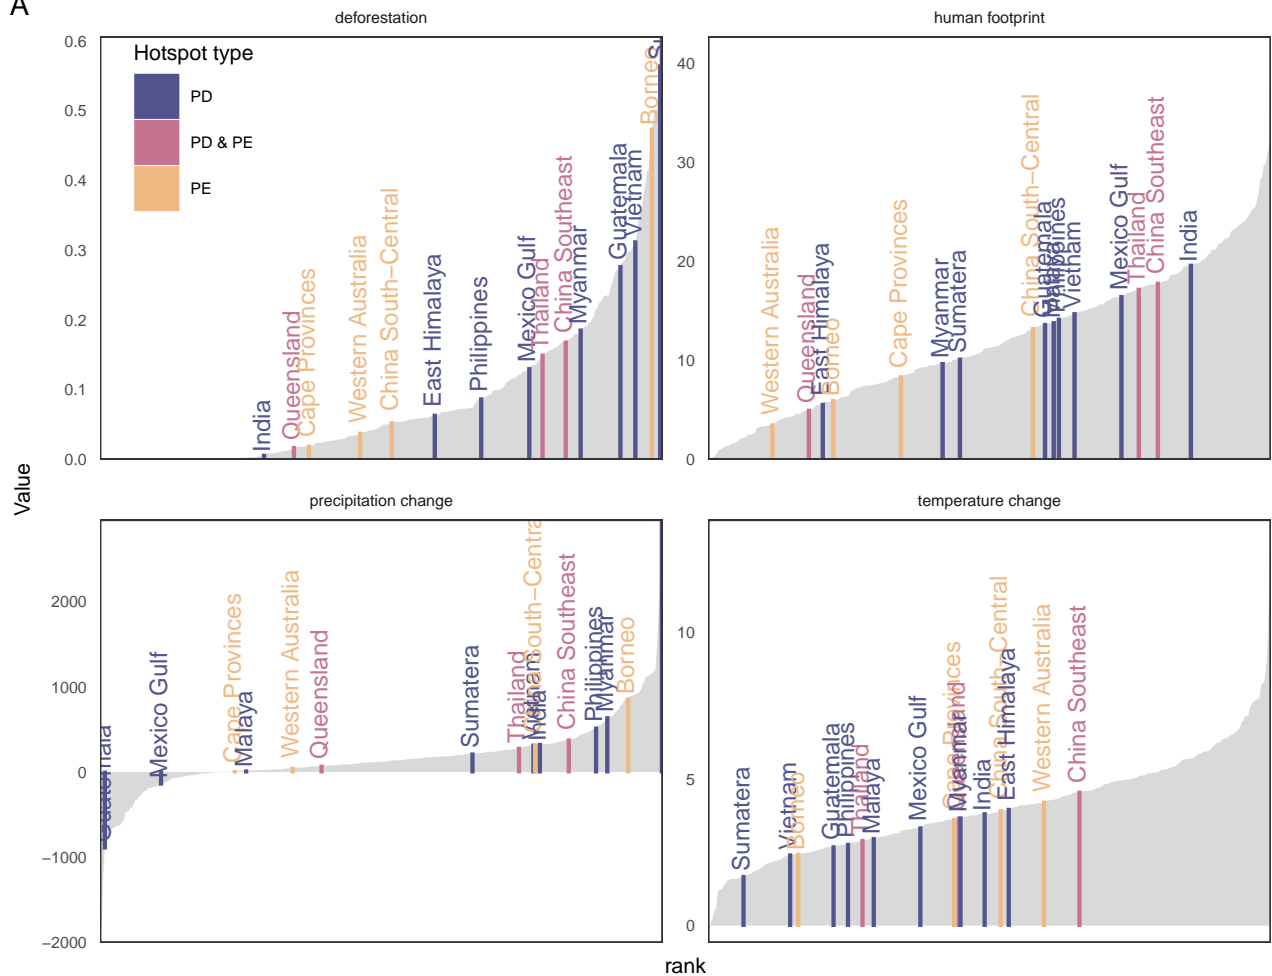 A
deforestation
human footprint
0.6
0.5
0.4
0.3
0.2
0.1
0.0
Hotspot type
PD
PD & PE
PE
India
Queensland
Cape Provinces
Western Australia
China South−Central
East Himalaya
Philippines
Mexico Gulf
Thailand
China Southeast
Myanmar
Guatemala
Vietnam
Borneo
Su
40
30
20
10
0
Western Australia
Queensland
East Himalaya
Borneo
Cape Provinces
Myanmar
Sumatera
China South−Central
Guatemala
Philippines
Vietnam
Mexico Gulf
Thailand
China Southeast
India
Value
precipitation change
temperature change
2000
1000
0
−1000
−2000
Guatemala
Mexico Gulf
Cape Provinces
Malaya
Western Australia
Queensland
Sumatera
Thailand
Vietnam
South−Centra
India
China Southeast
Philippines
Myanmar
Borneo
10
5
0
Sumatera
Vietnam
Borneo
Guatemala
Philippines
Thailand
Malaya
Mexico Gulf
Cape Provinces
Myanmar
India
China South−Central
East Himalaya
Western Australia
China Southeast
rank